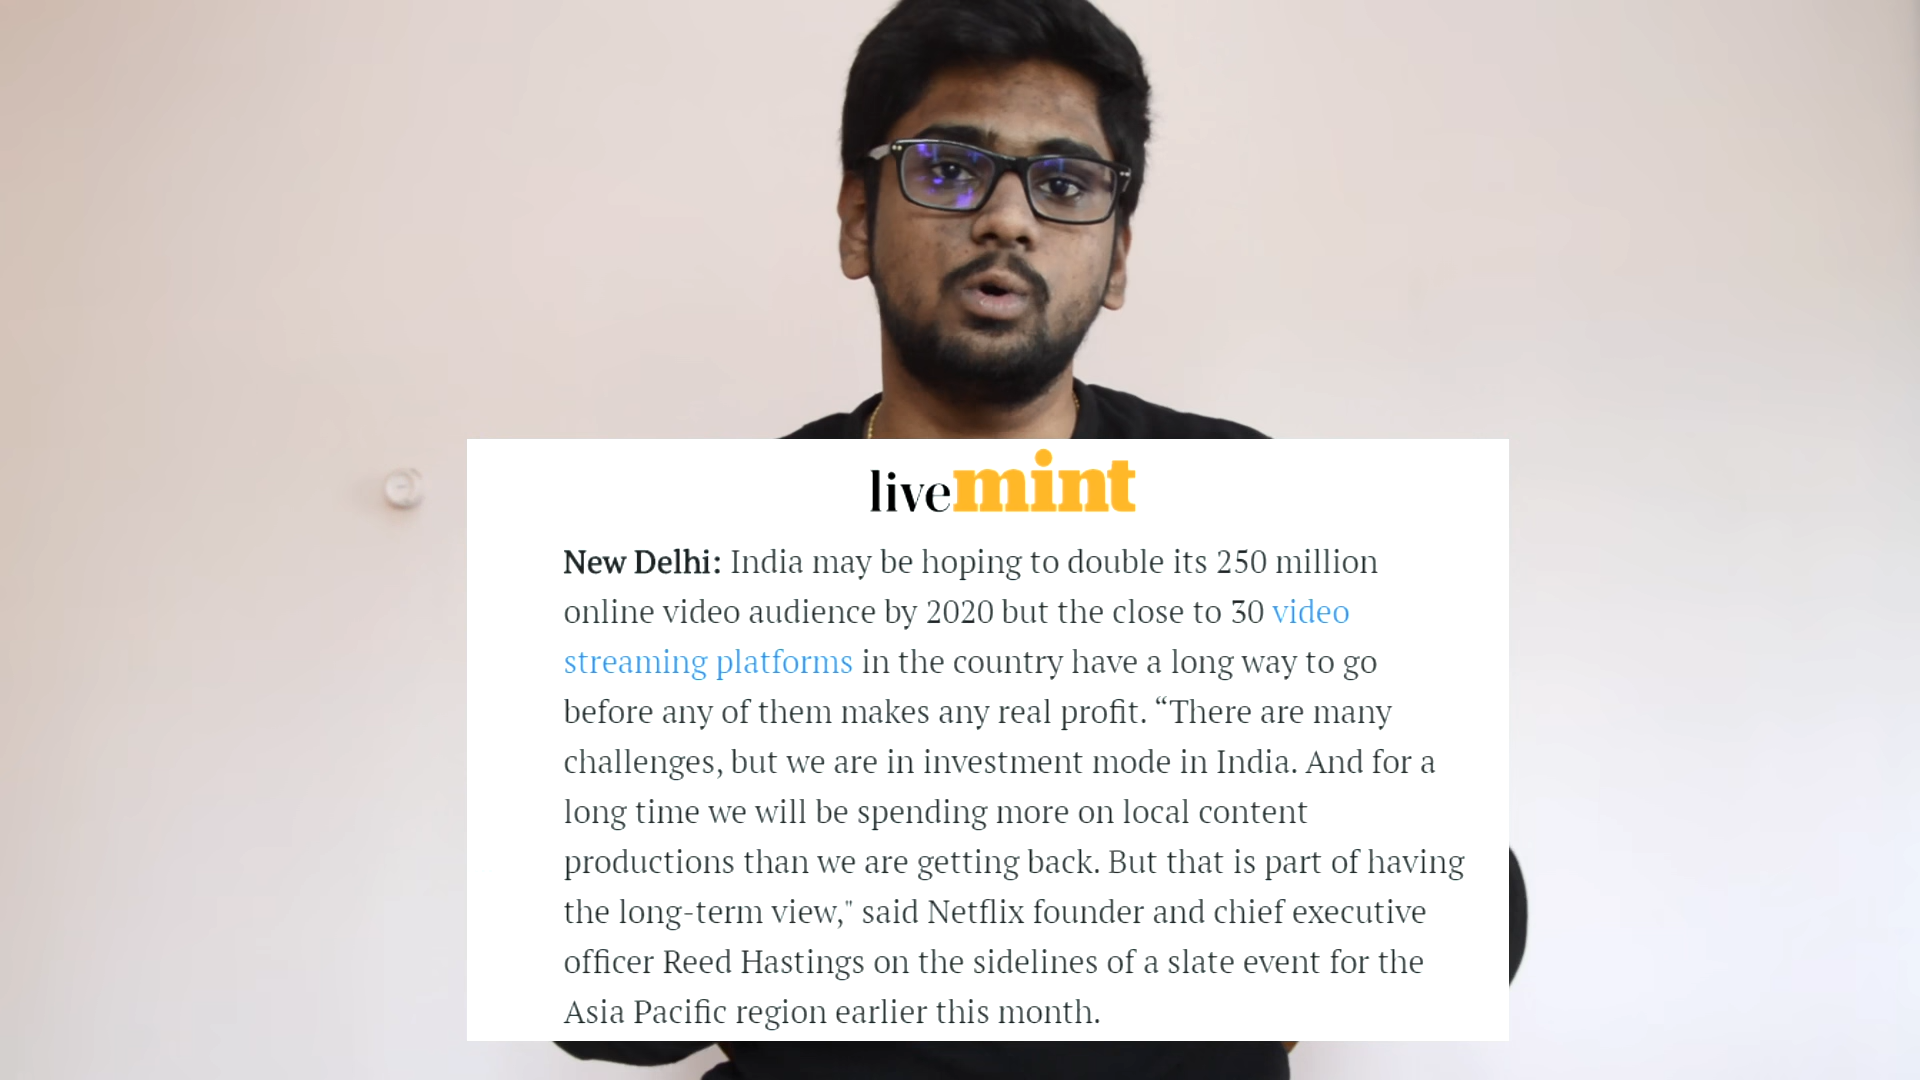 livemint
New Delhi: India may be hoping to double its 250 million
online video audience by 2020 but the close to 30 video
streaming platforms in the country have a long way to go
before any of them makes any real profit. “There are many
challenges, but we are in investment mode in India. And for a
long time we will be spending more on local content
productions than we are getting back. But that is part of having
the long-term view," said Netflix founder and chief executive
officer Reed Hastings on the sidelines of a slate event for the
Asia Pacific region earlier this month.